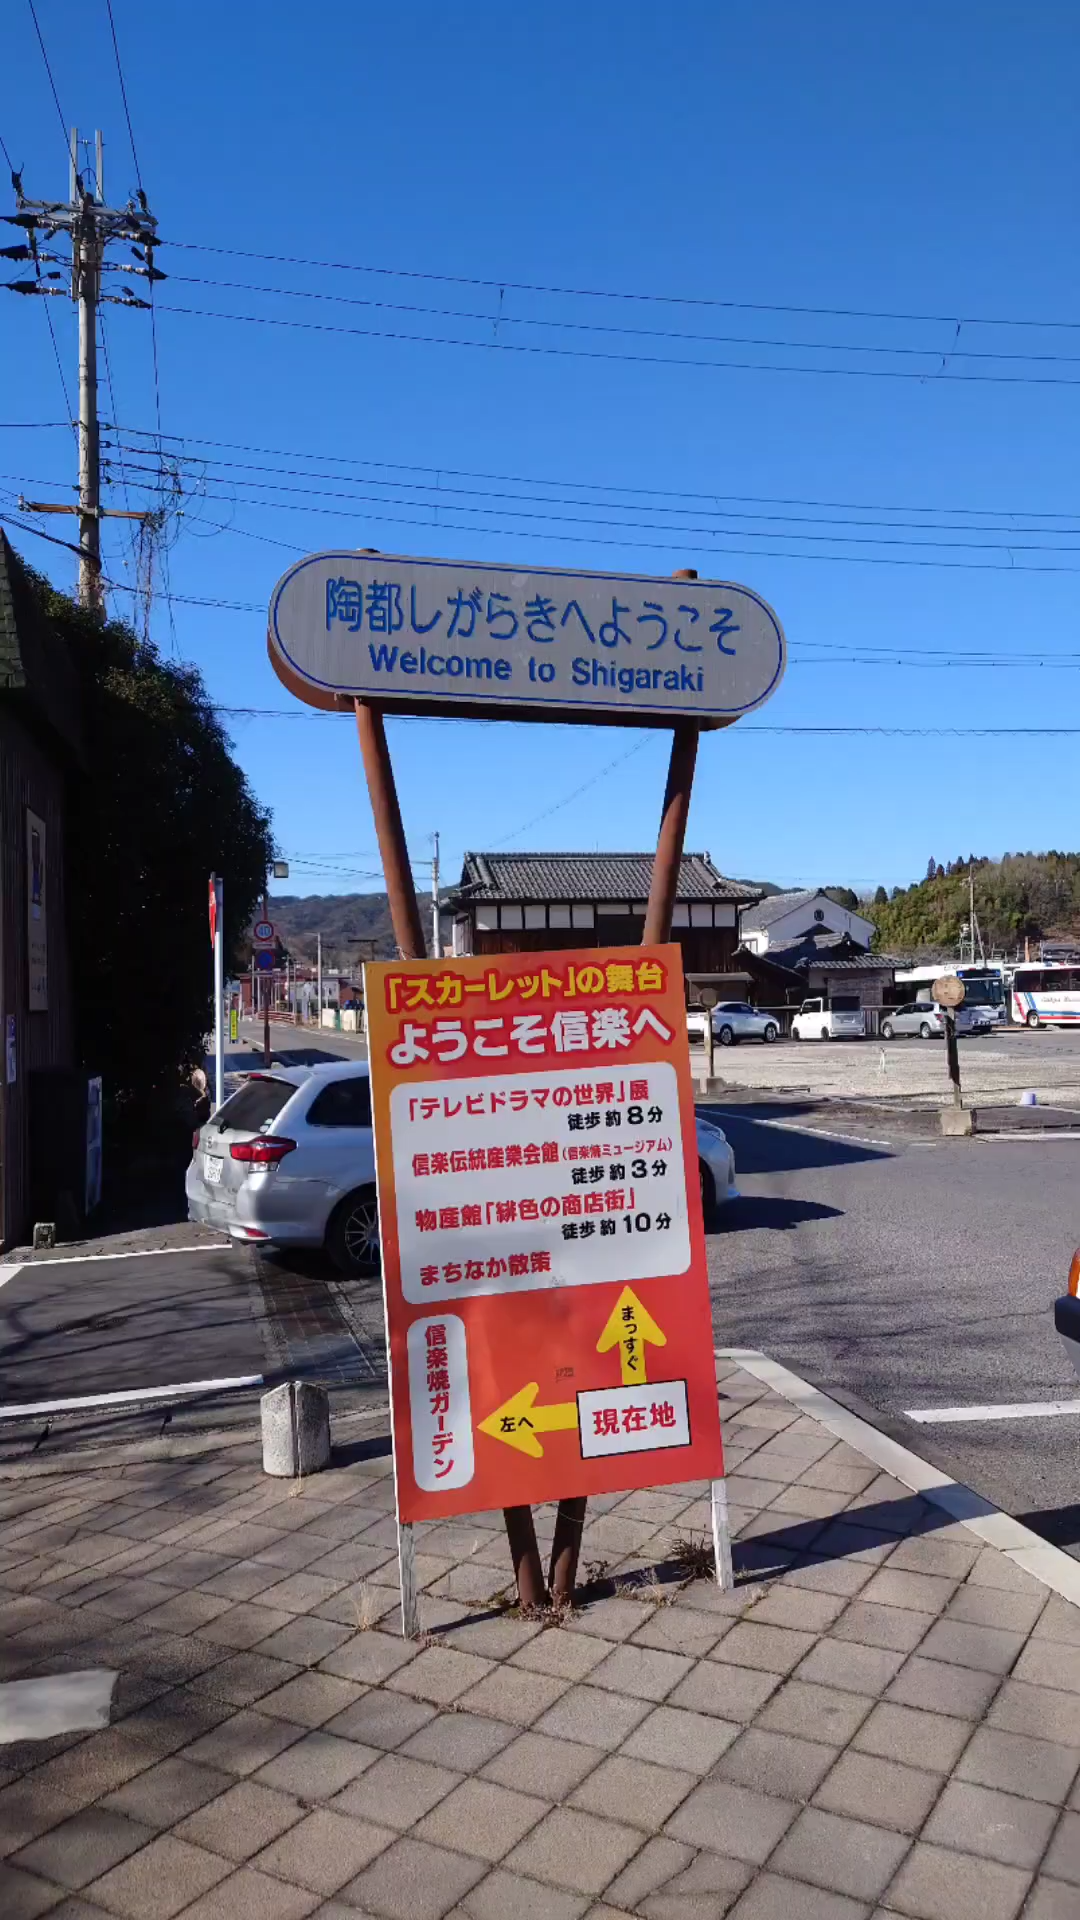 陶都しがらきへようこそ
Welcome to Shigaraki
「スカーレット」の舞台
ようこそ信楽へ
「テレビドラマの世界」展
徒歩 約 8 分
信楽伝統産業会館(信楽焼ミュージアム)
徒歩 約 3 分
物産館「緋色の商店街」
徒歩 約 10 分
まちなか散策
まっすぐ
信楽焼ガーデン
左へ
現在地
40